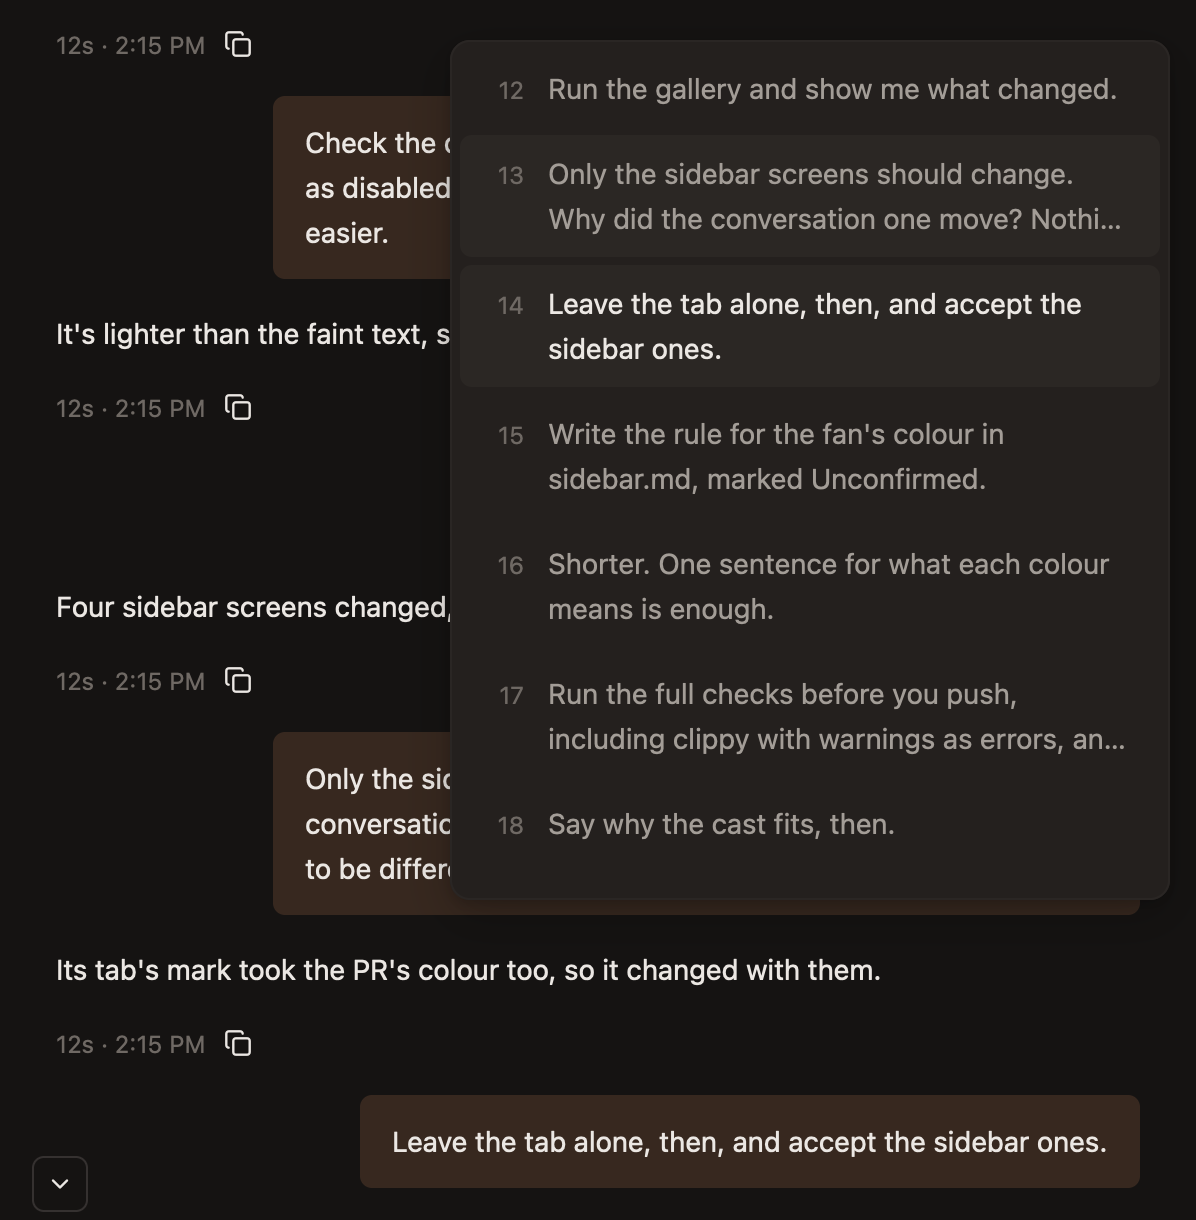 12s · 2:15 PM
12 Run the gallery and show me what changed.
Check the
as disabled
easier.
13 Only the sidebar screens should change.
Why did the conversation one move? Nothi...
14 Leave the tab alone, then, and accept the
sidebar ones.
It's lighter than the faint text,
12s · 2:15 PM
15 Write the rule for the fan's colour in
sidebar.md, marked Unconfirmed.
16 Shorter. One sentence for what each colour
means is enough.
Four sidebar screens changed,
12s · 2:15 PM
17 Run the full checks before you push,
including clippy with warnings as errors, an...
18 Say why the cast fits, then.
Only the
to be
Its tab's mark took the PR's colour too, so it changed with them.
12s · 2:15 PM
Leave the tab alone, then, and accept the sidebar ones.